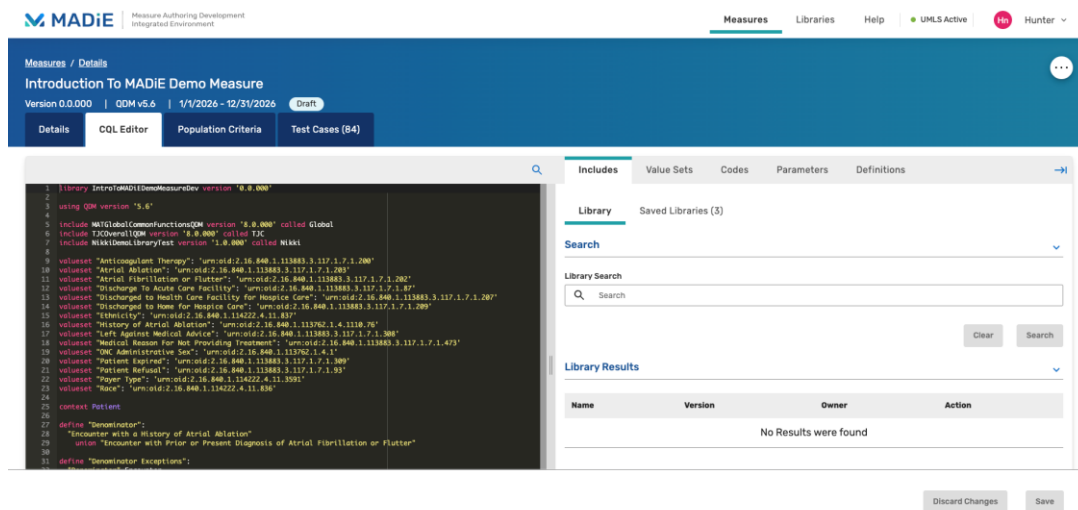 MADiE
Measure Authoring Development
Integrated Environment
Measures Libraries Help UMLS Active Hn Hunter
Measures / Details
Introduction To MADiE Demo Measure
Version 0.0.000 | QDM v5.6 | 1/1/2026 - 12/31/2026 Draft
Details CQL Editor Population Criteria Test Cases (84)
1 library IntroToMADiEDemoMeasureDev version '0.0.000'
2
3 using QDM version '5.6'
4
5 include MATGlobalCommonFunctionsQDM version '8.0.000' called Global
6 include TJCOverallQDM version '8.0.000' called TJC
7 include NikkiDemoLibraryTest version '1.0.000' called Nikki
8
9 valueset "Anticoagulant Therapy": 'urn:oid:2.16.840.1.113883.3.117.1.7.1.200'
10 valueset "Atrial Ablation": 'urn:oid:2.16.840.1.113883.3.117.1.7.1.203'
11 valueset "Atrial Fibrillation or Flutter": 'urn:oid:2.16.840.1.113883.3.117.1.7.1.202'
12 valueset "Discharge To Acute Care Facility": 'urn:oid:2.16.840.1.113883.3.117.1.7.1.87'
13 valueset "Discharged to Health Care Facility for Hospice Care": 'urn:oid:2.16.840.1.113883.3.117.1.7.1.207'
14 valueset "Discharged to Home for Hospice Care": 'urn:oid:2.16.840.1.113883.3.117.1.7.1.209'
15 valueset "Ethnicity": 'urn:oid:2.16.840.1.114222.4.11.837'
16 valueset "History of Atrial Ablation": 'urn:oid:2.16.840.1.113762.1.4.1110.76'
17 valueset "Left Against Medical Advice": 'urn:oid:2.16.840.1.113883.3.117.1.7.1.308'
18 valueset "Medical Reason For Not Providing Treatment": 'urn:oid:2.16.840.1.113883.3.117.1.7.1.473'
19 valueset "ONC Administrative Sex": 'urn:oid:2.16.840.1.113762.1.4.1'
20 valueset "Patient Expired": 'urn:oid:2.16.840.1.113883.3.117.1.7.1.309'
21 valueset "Patient Refusal": 'urn:oid:2.16.840.1.113883.3.117.1.7.1.93'
22 valueset "Payer Type": 'urn:oid:2.16.840.1.114222.4.11.3591'
23 valueset "Race": 'urn:oid:2.16.840.1.114222.4.11.836'
24
25 context Patient
26
27 define "Denominator":
28 "Encounter with a History of Atrial Ablation"
29 union "Encounter with Prior or Present Diagnosis of Atrial Fibrillation or Flutter"
30
31 define "Denominator Exceptions":
Includes Value Sets Codes Parameters Definitions
Library Saved Libraries (3)
Search
Library Search
Search
Clear Search
Library Results
Name Version Owner Action
No Results were found
Discard Changes Save